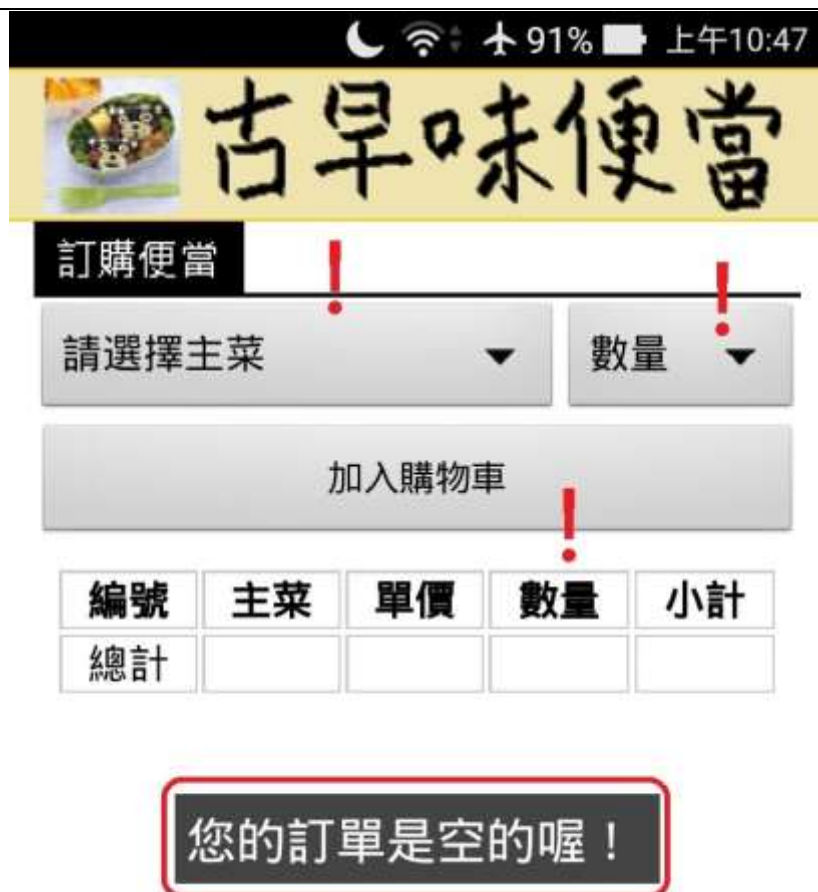 91% 上午10:47
古早味便當
訂購便當
請選擇主菜 數量
加入購物車
編號 主菜 單價 數量 小計
總計
您的訂單是空的喔！